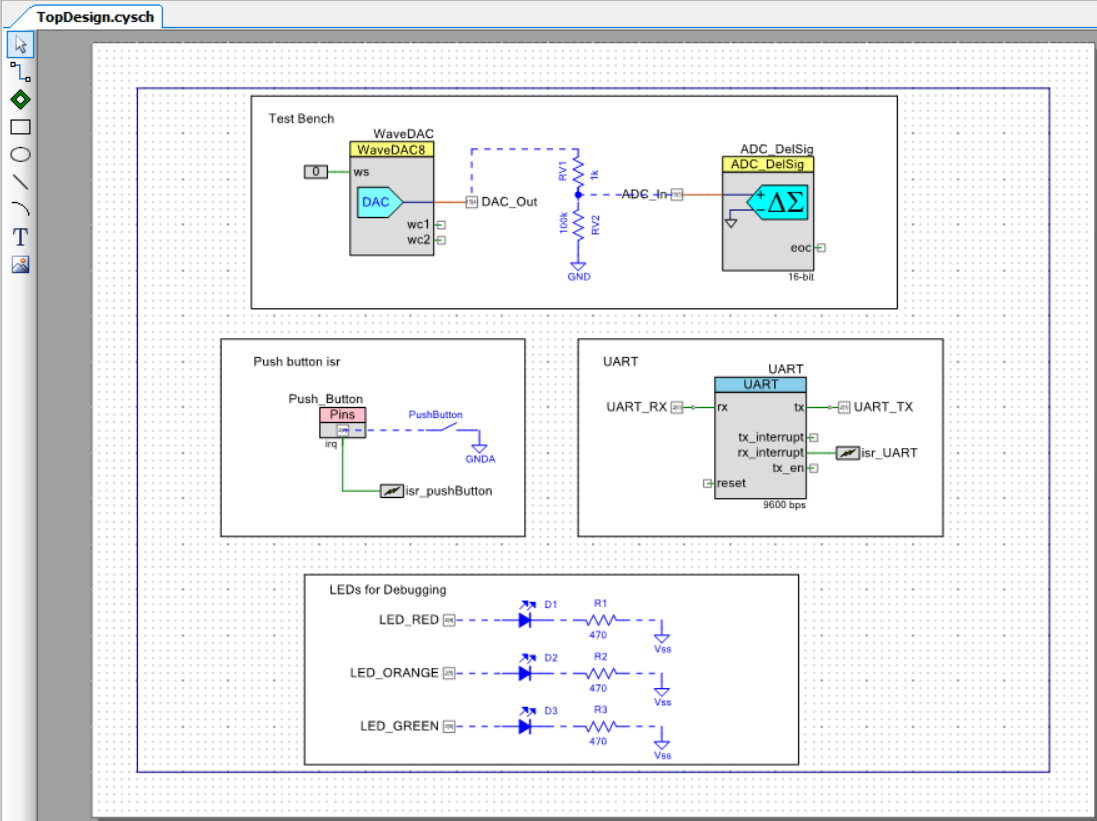 TopDesign.cysch
T
Test Bench
WaveDAC
WaveDAC8
0
ws
DAC
wc1
wc2
DAC_Out
RV1
1k
100k
RV2
GND
ADC_In
ADC_DelSig
ADC_DelSig
+
-
ΔΣ
eoc
16-bit
Push button isr
Push_Button
Pins
irq
PushButton
GNDA
isr_pushButton
UART
UART
UART
UART_RX
rx
tx
UART_TX
tx_interrupt
rx_interrupt
isr_UART
tx_en
reset
9600 bps
LEDs for Debugging
LED_RED
D1
R1
470
Vss
LED_ORANGE
D2
R2
470
Vss
LED_GREEN
D3
R3
470
Vss